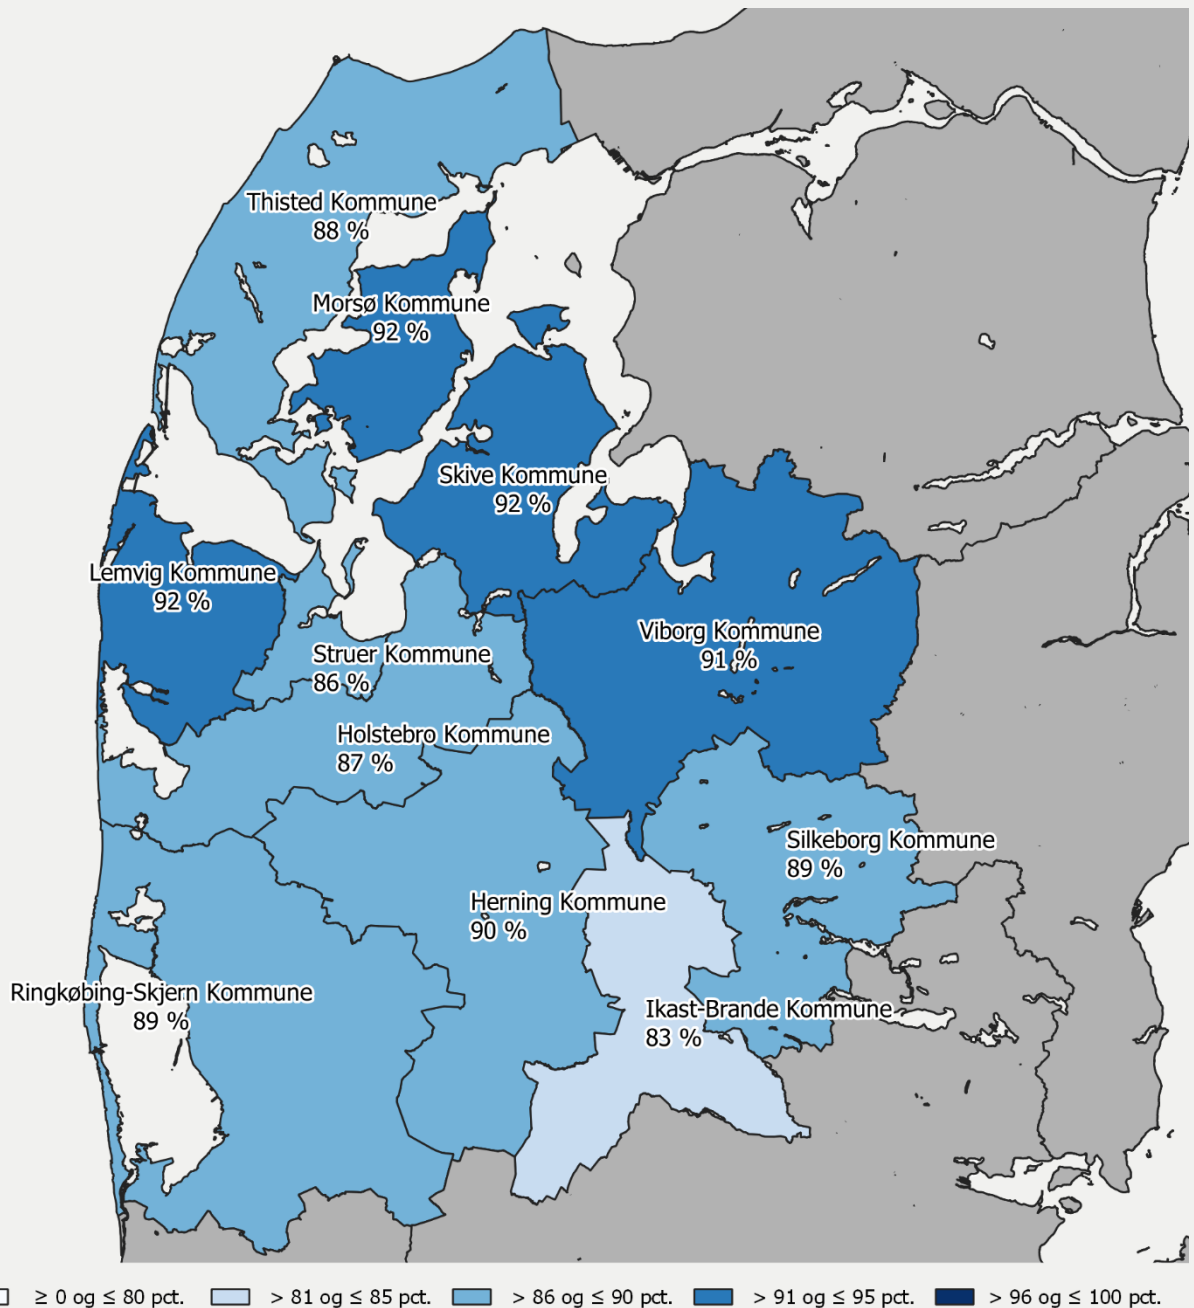 Thisted Kommune
88 %
Morsø Kommune
92 %
Skive Kommune
92 %
Lemvig Kommune
92 %
Viborg Kommune
91 %
Struer Kommune
86 %
Holstebro Kommune
87 %
Silkeborg Kommune
89 %
Herning Kommune
90 %
Ringkøbing-Skjern Kommune
89 %
Ikast-Brande Kommune
83 %
≥ 0 og ≤ 80 pct. > 81 og ≤ 85 pct. > 86 og ≤ 90 pct. > 91 og ≤ 95 pct. > 96 og ≤ 100 pct.